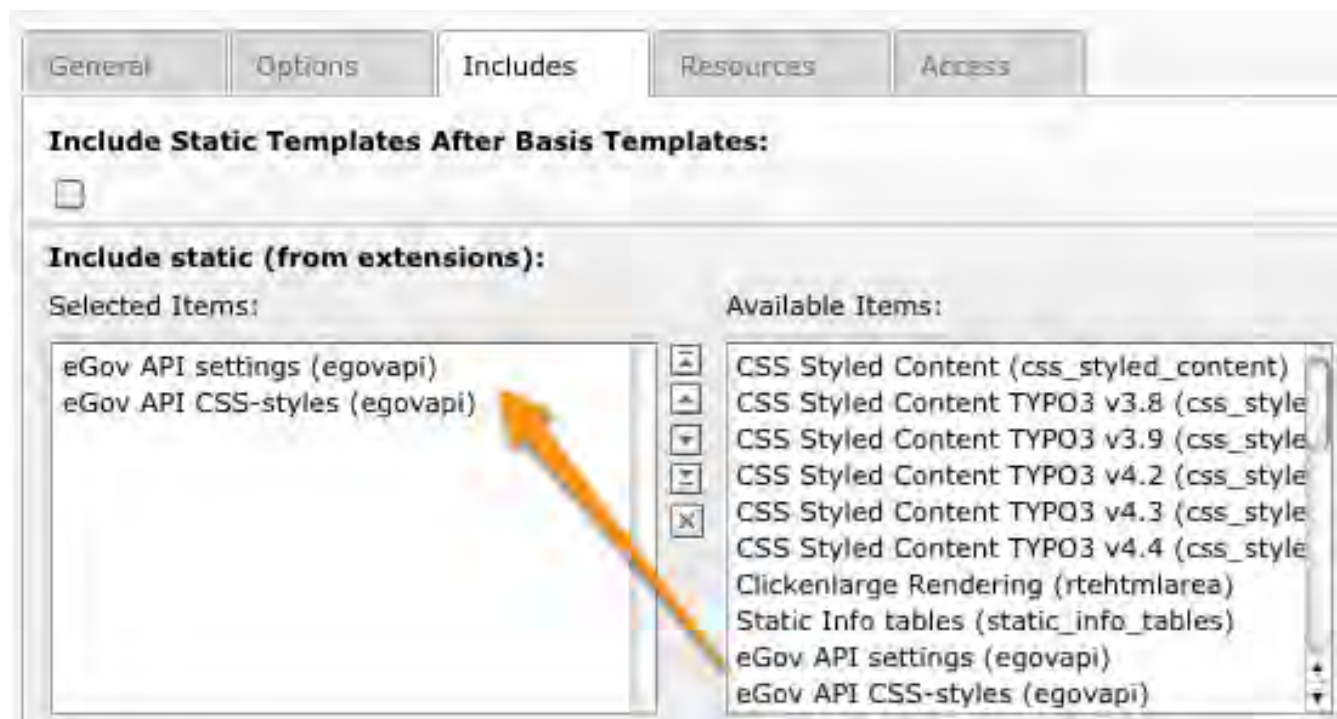 General Options Includes Resources Access
Include Static Templates After Basis Templates:
Include static (from extensions):
Selected Items:
eGov API settings (egovapi)
eGov API CSS-styles (egovapi)
Available Items:
CSS Styled Content (css_styled_content)
CSS Styled Content TYPO3 v3.8 (css_style
CSS Styled Content TYPO3 v3.9 (css_style
CSS Styled Content TYPO3 v4.2 (css_style
CSS Styled Content TYPO3 v4.3 (css_style
CSS Styled Content TYPO3 v4.4 (css_style
Clickenlarge Rendering (rtehtmlarea)
Static Info tables (static_info_tables)
eGov API settings (egovapi)
eGov API CSS-styles (egovapi)